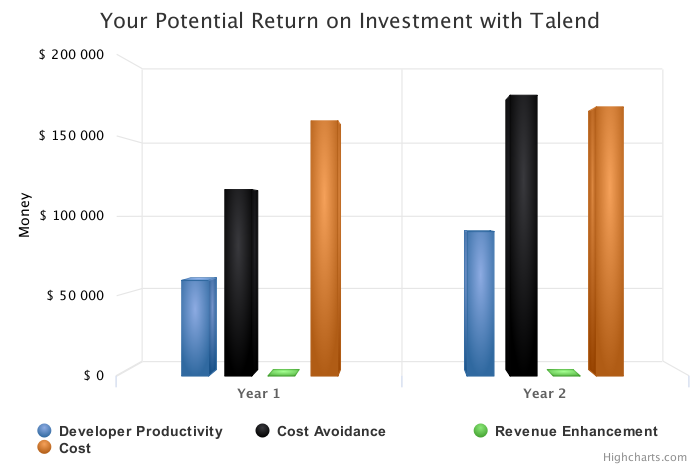 Your Potential Return on Investment with Talend
$ 200 000
$ 150 000
$ 100 000
$ 50 000
$ 0
Money
Year 1
Year 2
Developer Productivity
Cost Avoidance
Revenue Enhancement
Cost
Highcharts.com